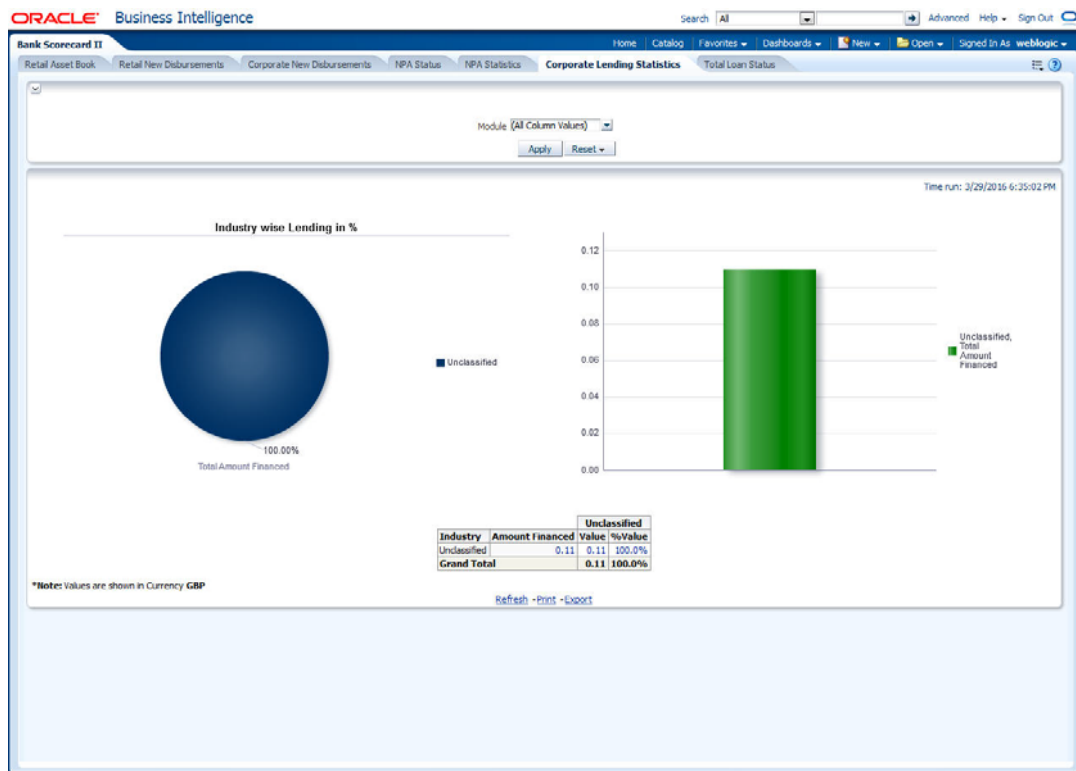 ORACLE Business Intelligence
Search All Advanced Help Sign Out
Bank Scorecard II
Home Catalog Favorites Dashboards New Open Signed In As weblogic
Retail Asset Book Retail New Disbursements Corporate New Disbursements NPA Status NPA Statistics Corporate Lending Statistics Total Loan Status
Module (All Column Values)
Apply Reset
Time run: 3/29/2016 6:35:02 PM
Industry wise Lending in %
Unclassified
100.00%
Total Amount Financed
0.12
0.10
0.08
0.06
0.04
0.02
0.00
Unclassified,
Total
Amount
Financed
Unclassified
Industry Amount Financed Value %Value
Unclassified 0.11 0.11 100.0%
Grand Total 0.11 100.0%
*Note: Values are shown in Currency GBP
Refresh - Print - Export